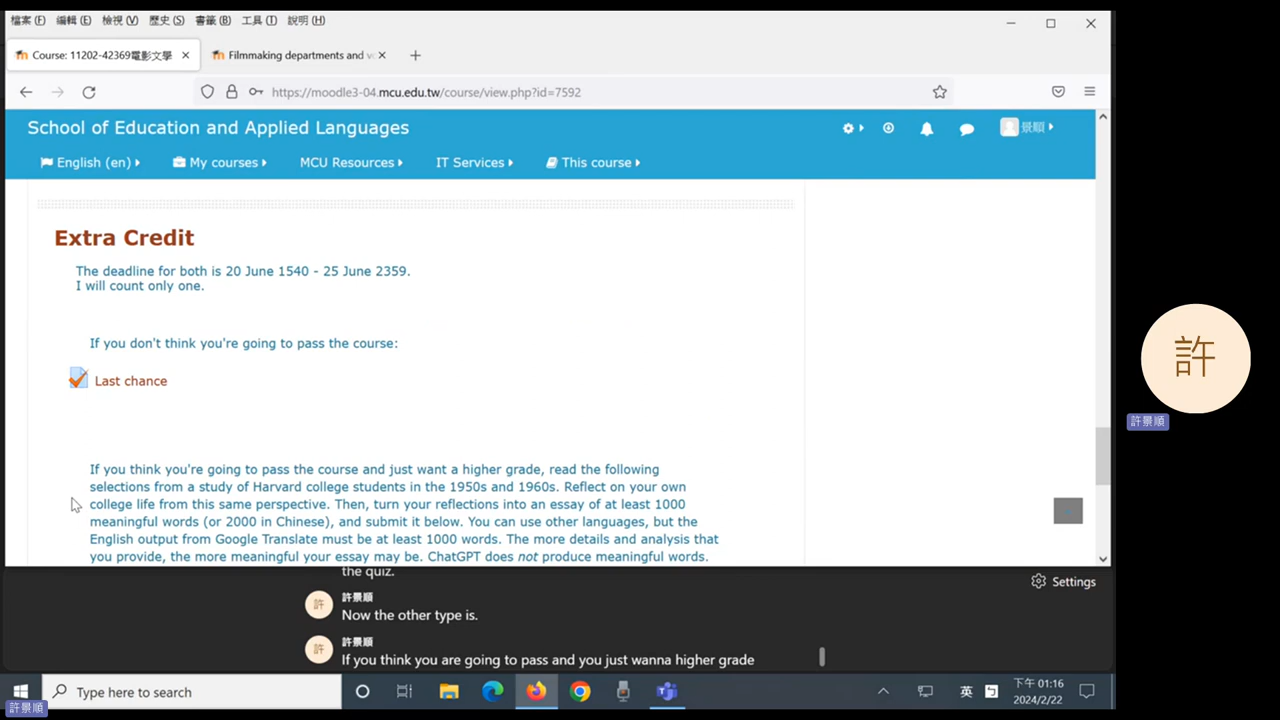 檔案(F) 編輯(E) 檢視(V) 歷史(S) 書籤(B) 工具(T) 說明(H)
Course: 11202-42369電影文學
Filmmaking departments and v
https://moodle3-04.mcu.edu.tw/course/view.php?id=7592
School of Education and Applied Languages
景順
English (en) My courses MCU Resources IT Services This course
Extra Credit
The deadline for both is 20 June 1540 - 25 June 2359.
I will count only one.
If you don't think you're going to pass the course:
Last chance
If you think you're going to pass the course and just want a higher grade, read the following
selections from a study of Harvard college students in the 1950s and 1960s. Reflect on your own
college life from this same perspective. Then, turn your reflections into an essay of at least 1000
meaningful words (or 2000 in Chinese), and submit it below. You can use other languages, but the
English output from Google Translate must be at least 1000 words. The more details and analysis that
you provide, the more meaningful your essay may be. ChatGPT does not produce meaningful words.
許
許景順
the quiz.
Settings
許
許景順
Now the other type is.
許
許景順
If you think you are going to pass and you just wanna higher grade
Type here to search
英
下午 01:16
2024/2/22
許景順